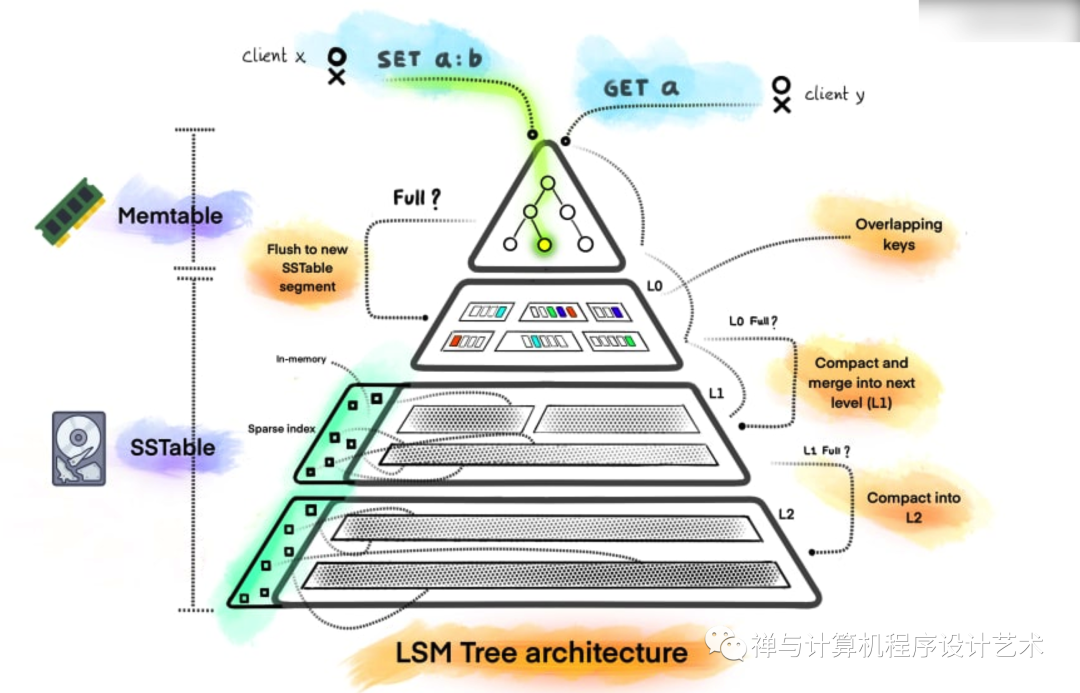 client x
SET a:b
GET a
client y
Full?
Memtable
Flush to new
SSTable
segment
Overlapping
keys
L0
L0 Full?
In-memory
Compact and
merge into next
level (L1)
L1
Sparse index
SSTable
L1 Full?
Compact into
L2
L2
LSM Tree architecture
禅与计算机程序设计艺术